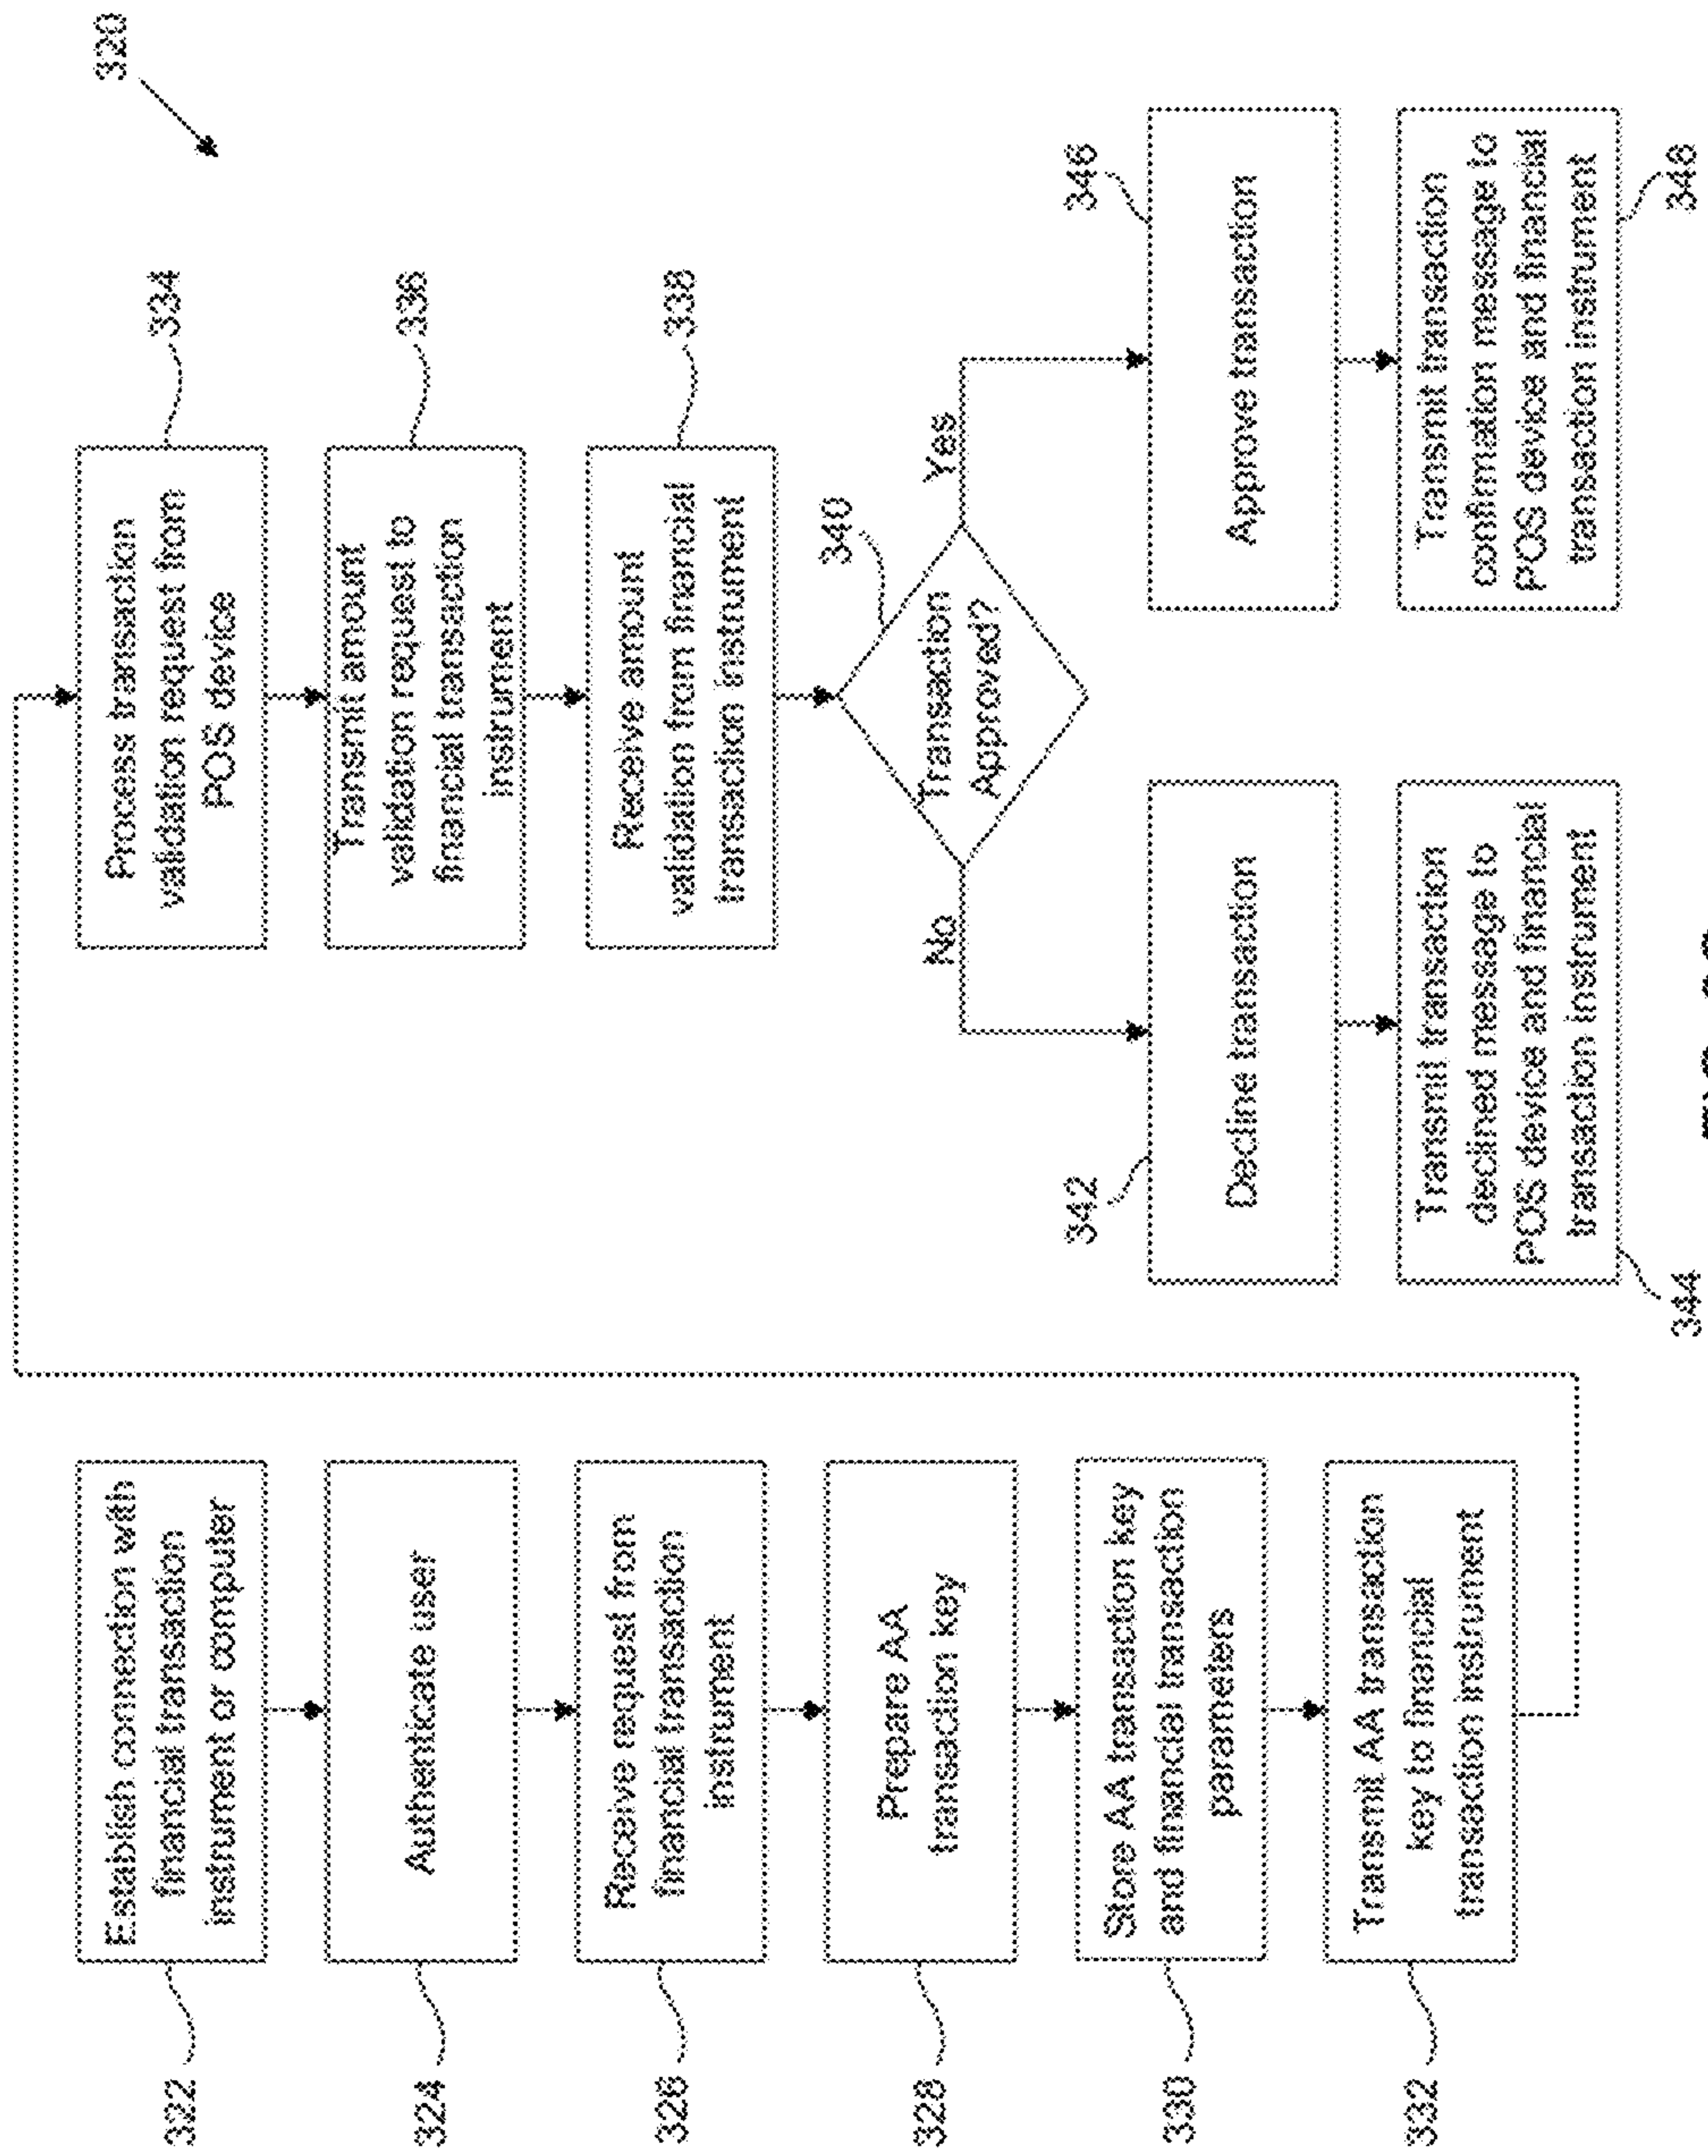 320
322
Establish connection with
financial transaction
instrument or computer
324
Authenticate user
326
Receive request from
financial transaction
instrument
328
Prepare AA
transaction key
330
Store AA transaction key
and financial transaction
parameters
332
Transmit AA transaction
key to financial
transaction instrument
334
Process transaction
validation request from
POS device
336
Transmit amount
validation request to
financial transaction
instrument
338
Receive amount
validation from financial
transaction instrument
340
Transaction
Approved?
No
Yes
342
Decline transaction
344
Transmit transaction
declined message to
POS device and financial
transaction instrument
346
Approve transaction
348
Transmit transaction
confirmation message to
POS device and financial
transaction instrument